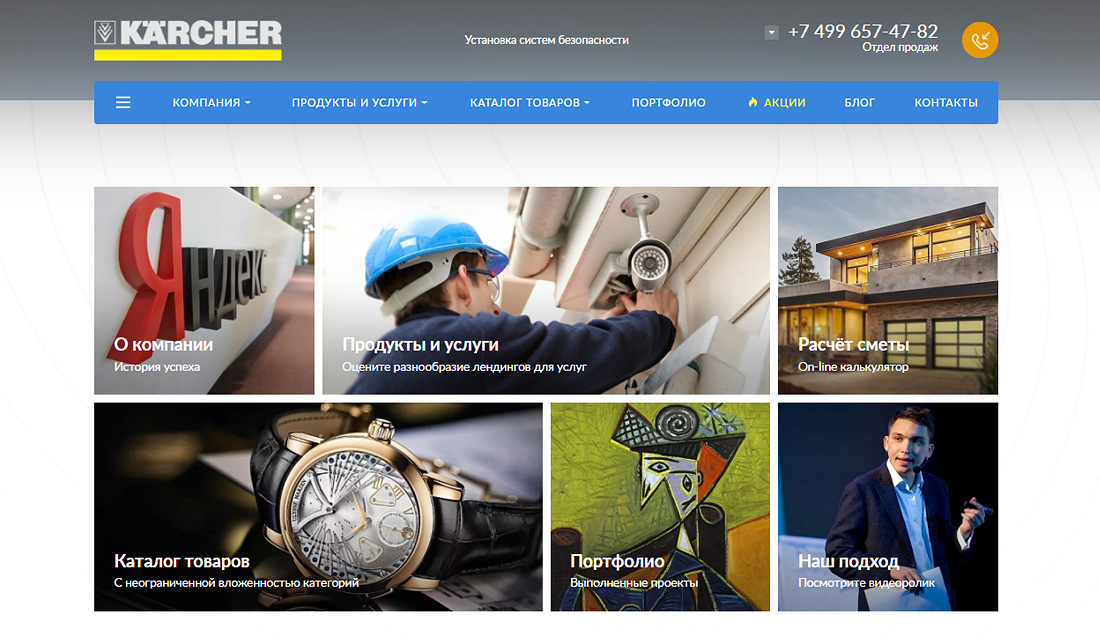 KÄRCHER
Установка систем безопасности
+7 499 657-47-82
Отдел продаж
КОМПАНИЯ
ПРОДУКТЫ И УСЛУГИ
КАТАЛОГ ТОВАРОВ
ПОРТФОЛИО
АКЦИИ
БЛОГ
КОНТАКТЫ
Яндекс
О компании
История успеха
Продукты и услуги
Оцените разнообразие лендингов для услуг
Расчёт сметы
On-line калькулятор
Каталог товаров
С неограниченной вложенностью категорий
Портфолио
Выполненные проекты
Наш подход
Посмотрите видеоролик